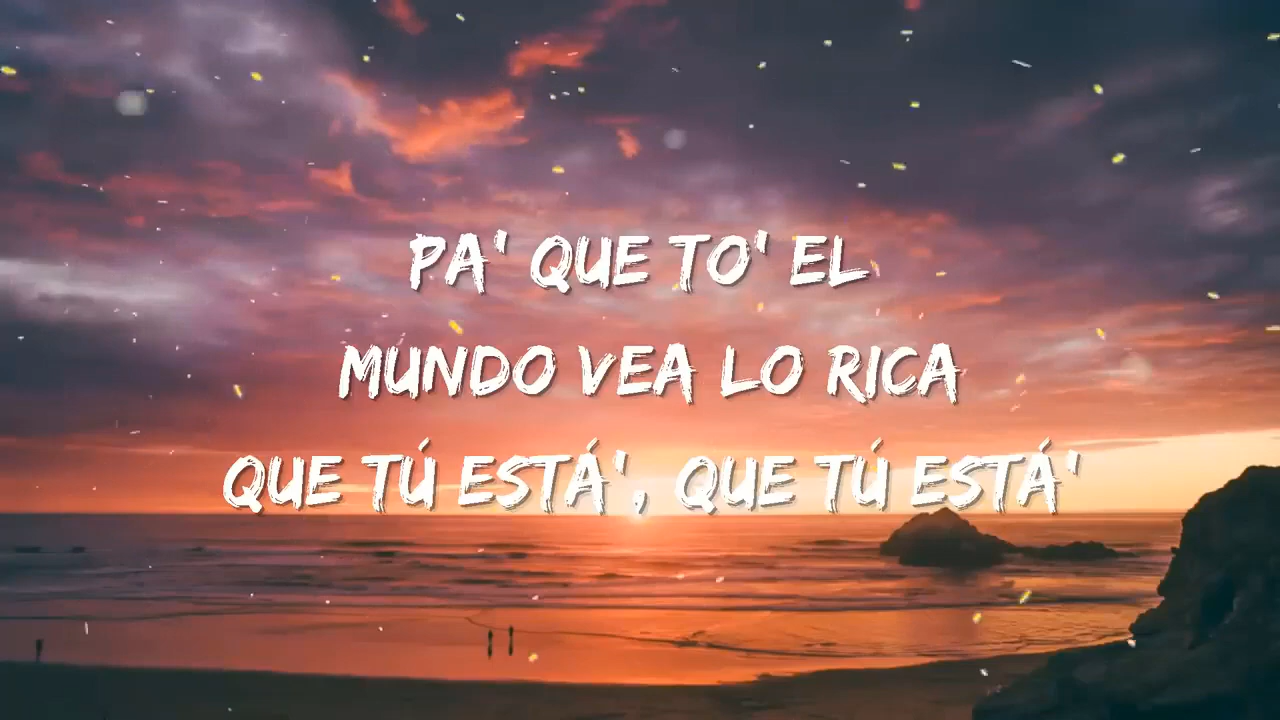 PA' QUE TO' EL
MUNDO VEA LO RICA
QUE TÚ ESTÁ', QUE TÚ ESTÁ'